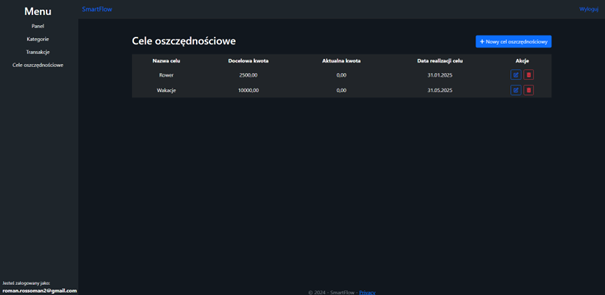 Menu
Panel
Kategorie
Transakcje
Cele oszczędnościowe
SmartFlow
Wyloguj
Cele oszczędnościowe
+ Nowy cel oszczędnościowy
Nazwa celu Docelowa kwota Aktualna kwota Data realizacji celu Akcje
Rower 2500,00 0,00 31.01.2025
Wakacje 10000,00 0,00 31.05.2025
Jesteś zalogowany jako:
roman.rozsoman2@gmail.com
© 2024 - SmartFlow - Privacy